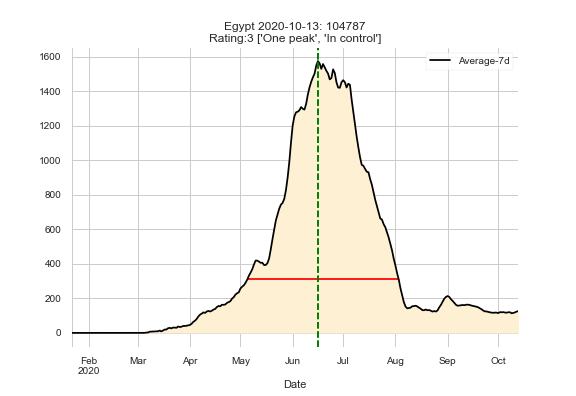 Egypt 2020-10-13: 104787
Rating:3 ['One peak', 'In control']
Average-7d
1600
1400
1200
1000
800
600
400
200
0
Feb
2020
Mar
Apr
May
Jun
Jul
Aug
Sep
Oct
Date